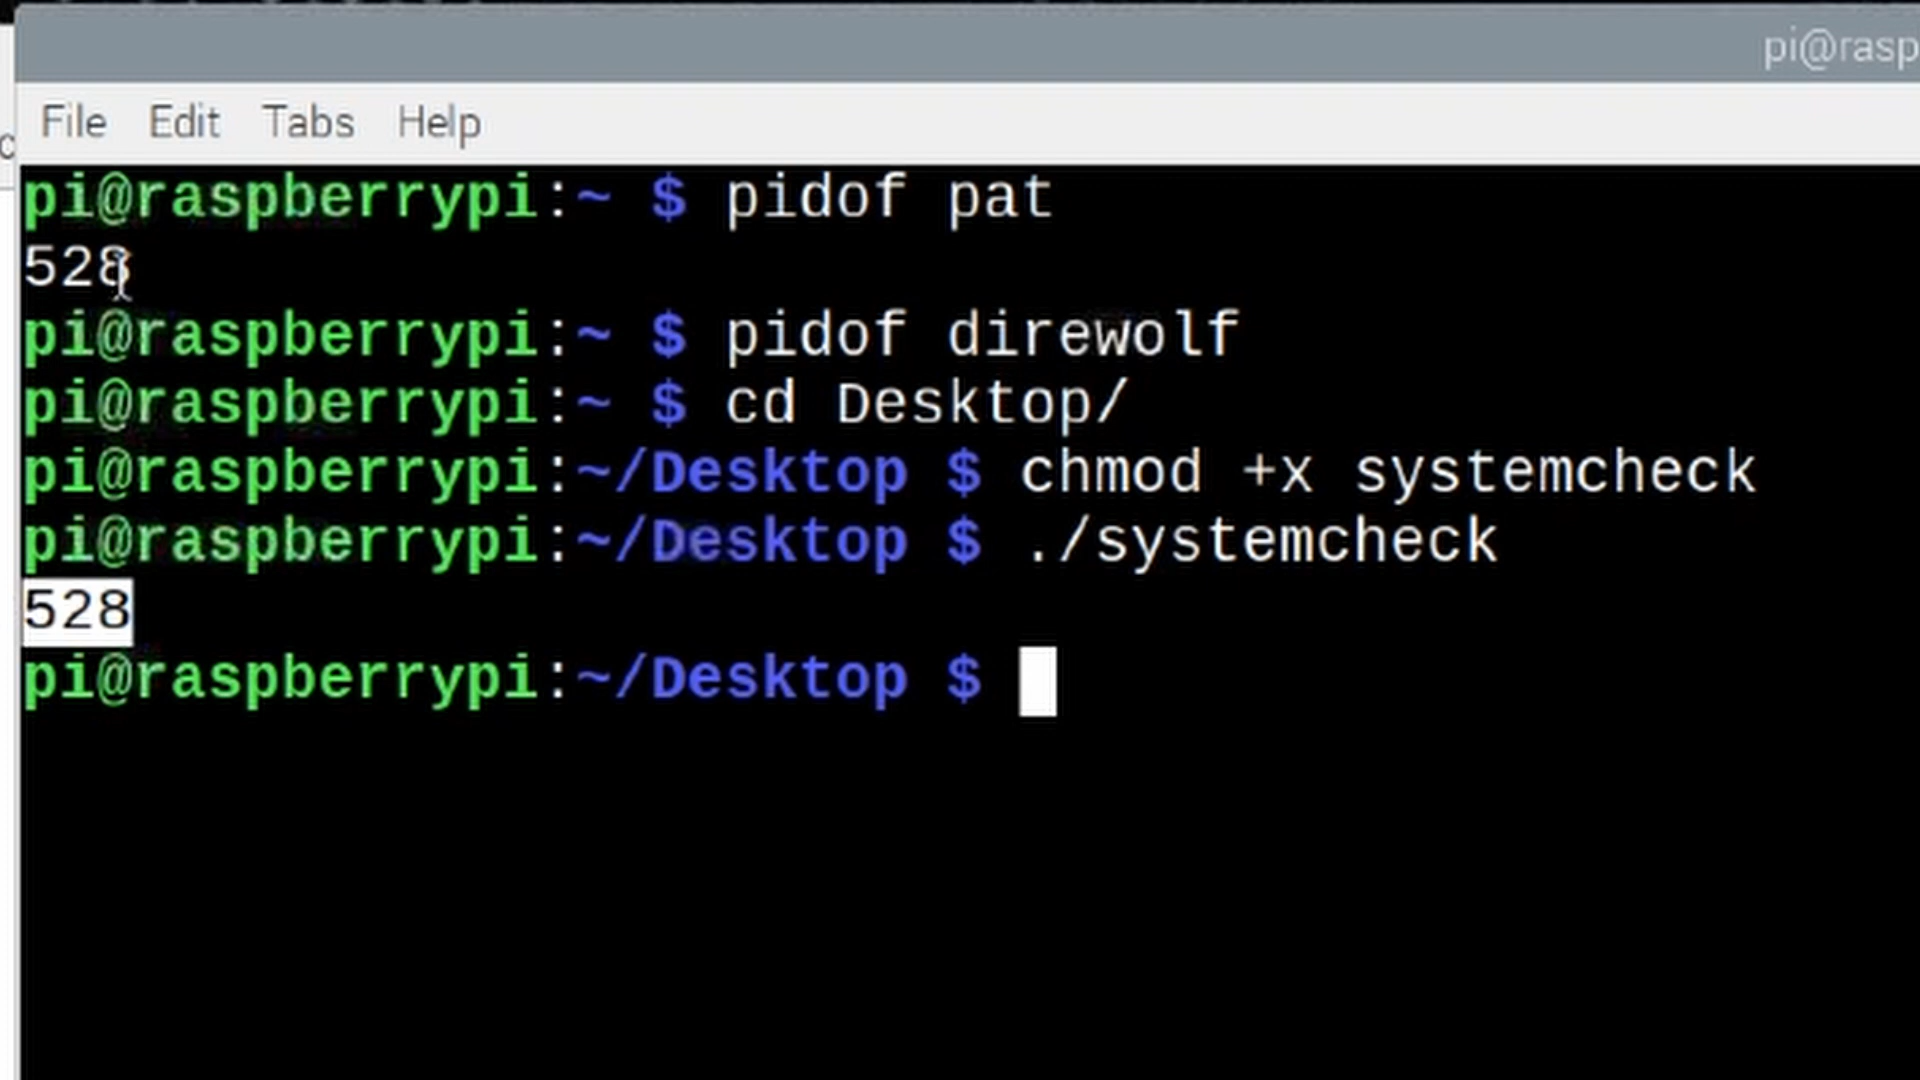 pi@rasp
File Edit Tabs Help
pi@raspberrypi:~ $ pidof pat
528
pi@raspberrypi:~ $ pidof direwolf
pi@raspberrypi:~ $ cd Desktop/
pi@raspberrypi:~/Desktop $ chmod +x systemcheck
pi@raspberrypi:~/Desktop $ ./systemcheck
528
pi@raspberrypi:~/Desktop $